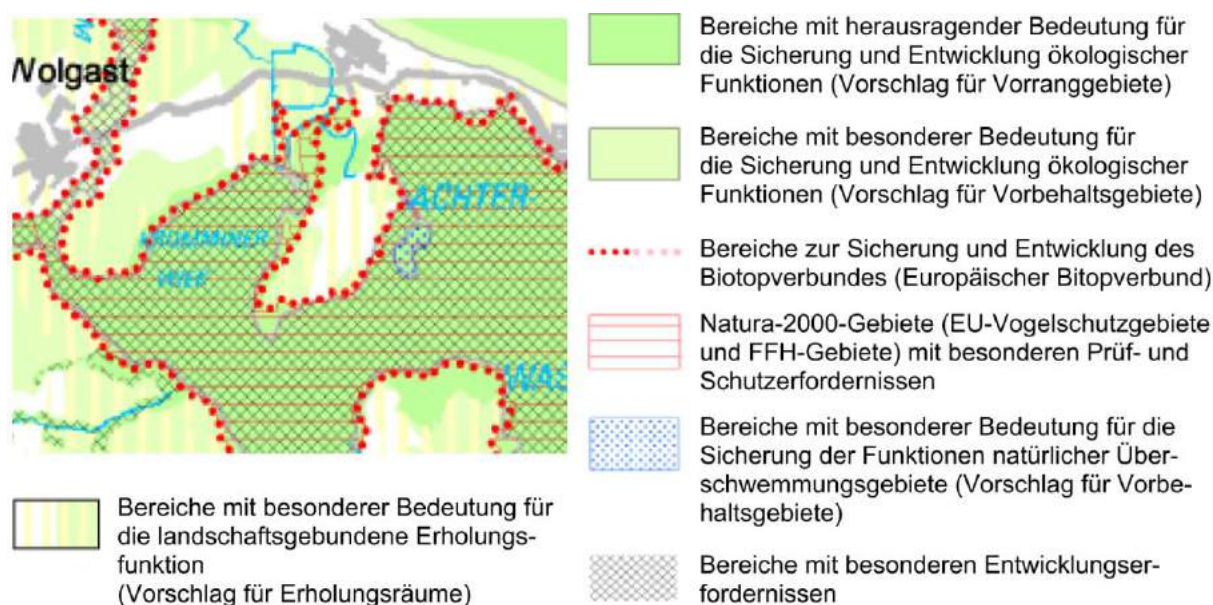 Wolgast
ACHTER-
KRUMMINER
WIEK
WAS
Bereiche mit besonderer Bedeutung für
die landschaftsgebundene Erholungs-
funktion
(Vorschlag für Erholungsräume)
Bereiche mit herausragender Bedeutung für
die Sicherung und Entwicklung ökologischer
Funktionen (Vorschlag für Vorranggebiete)
Bereiche mit besonderer Bedeutung für
die Sicherung und Entwicklung ökologischer
Funktionen (Vorschlag für Vorbehaltsgebiete)
Bereiche zur Sicherung und Entwicklung des
Biotopverbundes (Europäischer Bitopverbund)
Natura-2000-Gebiete (EU-Vogelschutzgebiete
und FFH-Gebiete) mit besonderen Prüf- und
Schutzerfordernissen
Bereiche mit besonderer Bedeutung für die
Sicherung der Funktionen natürlicher Über-
schwemmungsgebiete (Vorschlag für Vorbe-
haltsgebiete)
Bereiche mit besonderen Entwicklungser-
fordernissen